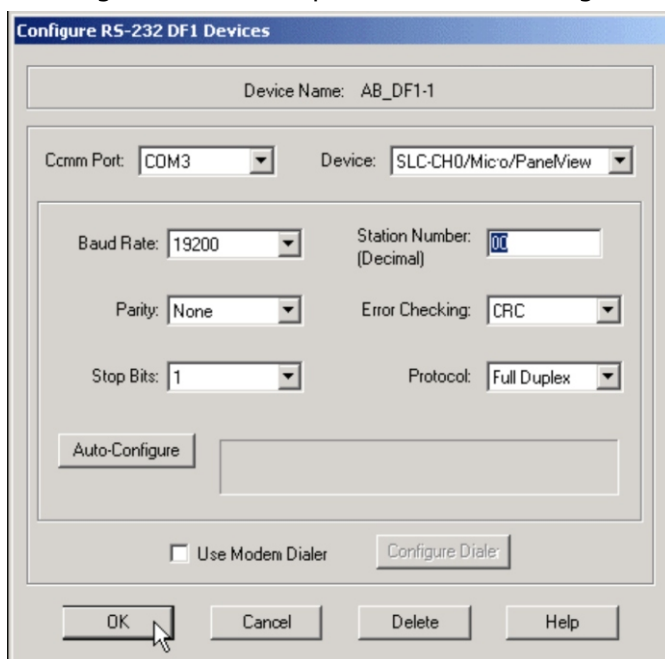 Configure RS-232 DF1 Devices
Device Name: AB_DF1-1
Comm Port: COM3 Device: SLC-CH0/Micro/PanelView
Baud Rate: 19200 Station Number: 00
(Decimal)
Parity: None Error Checking: CRC
Stop Bits: 1 Protocol: Full Duplex
Auto-Configure
Use Modem Dialer Configure Dialer
OK Cancel Delete Help